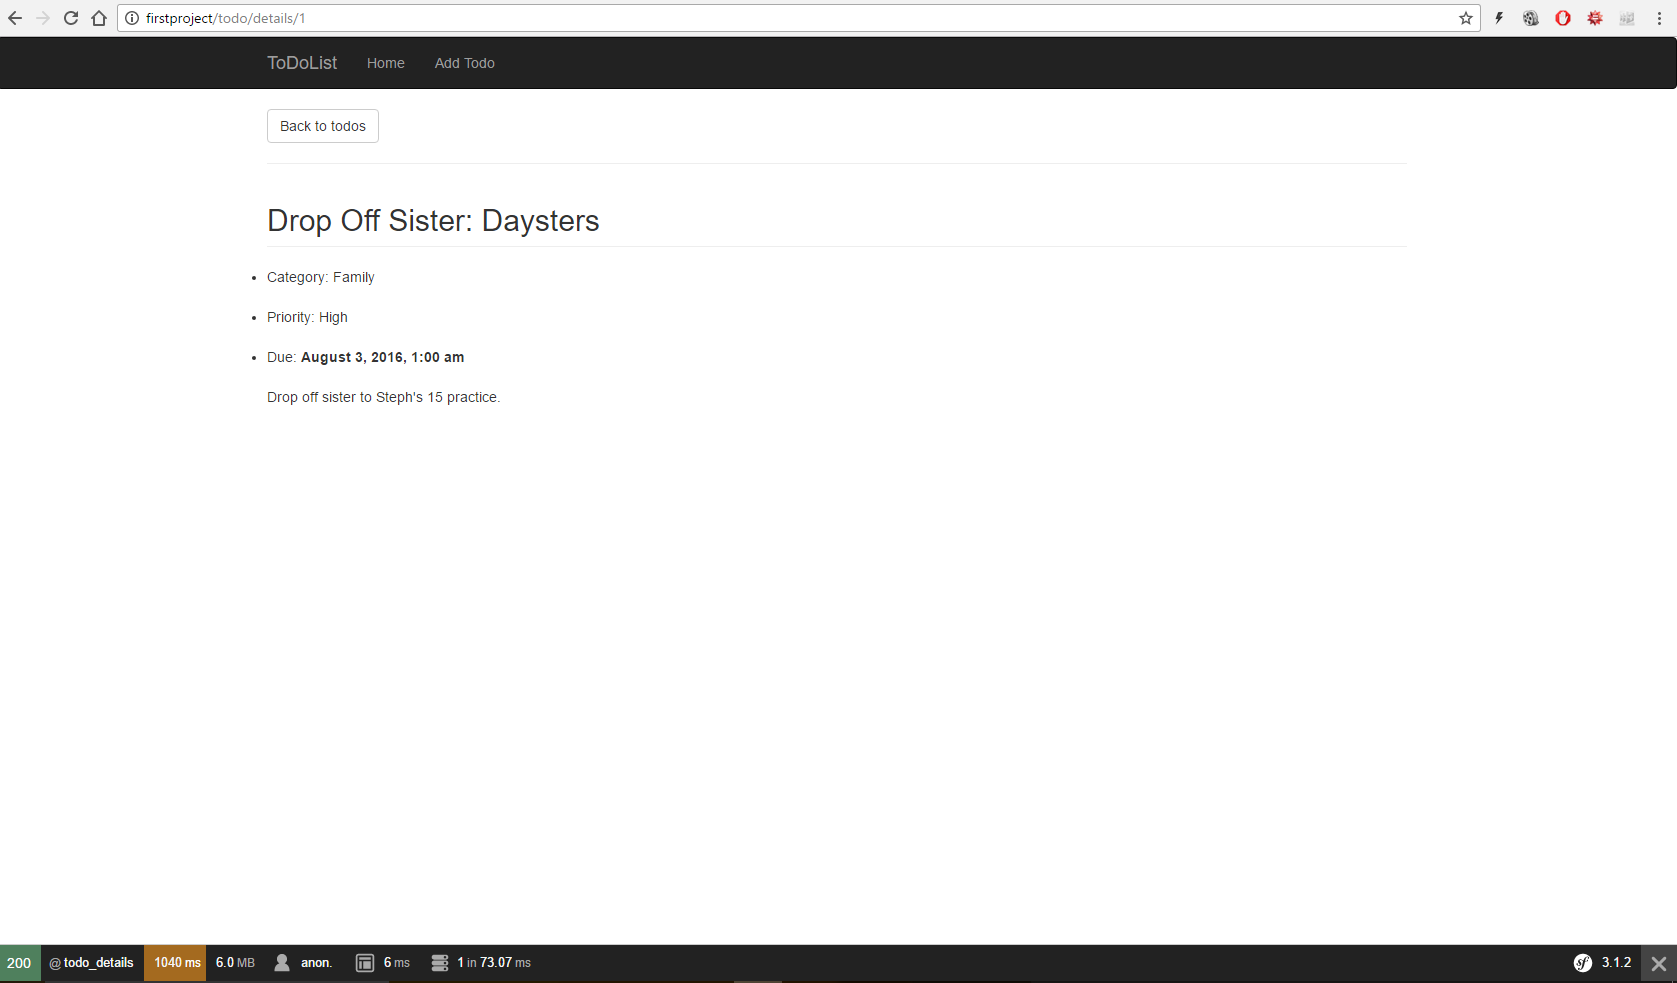 firstproject/todo/details/1
ToDoList Home Add Todo
Back to todos
Drop Off Sister: Daysters
Category: Family
Priority: High
Due: August 3, 2016, 1:00 am
Drop off sister to Steph's 15 practice.
200 @ todo_details 1040 ms 6.0 MB anon. 6 ms 1 in 73.07 ms sf 3.1.2